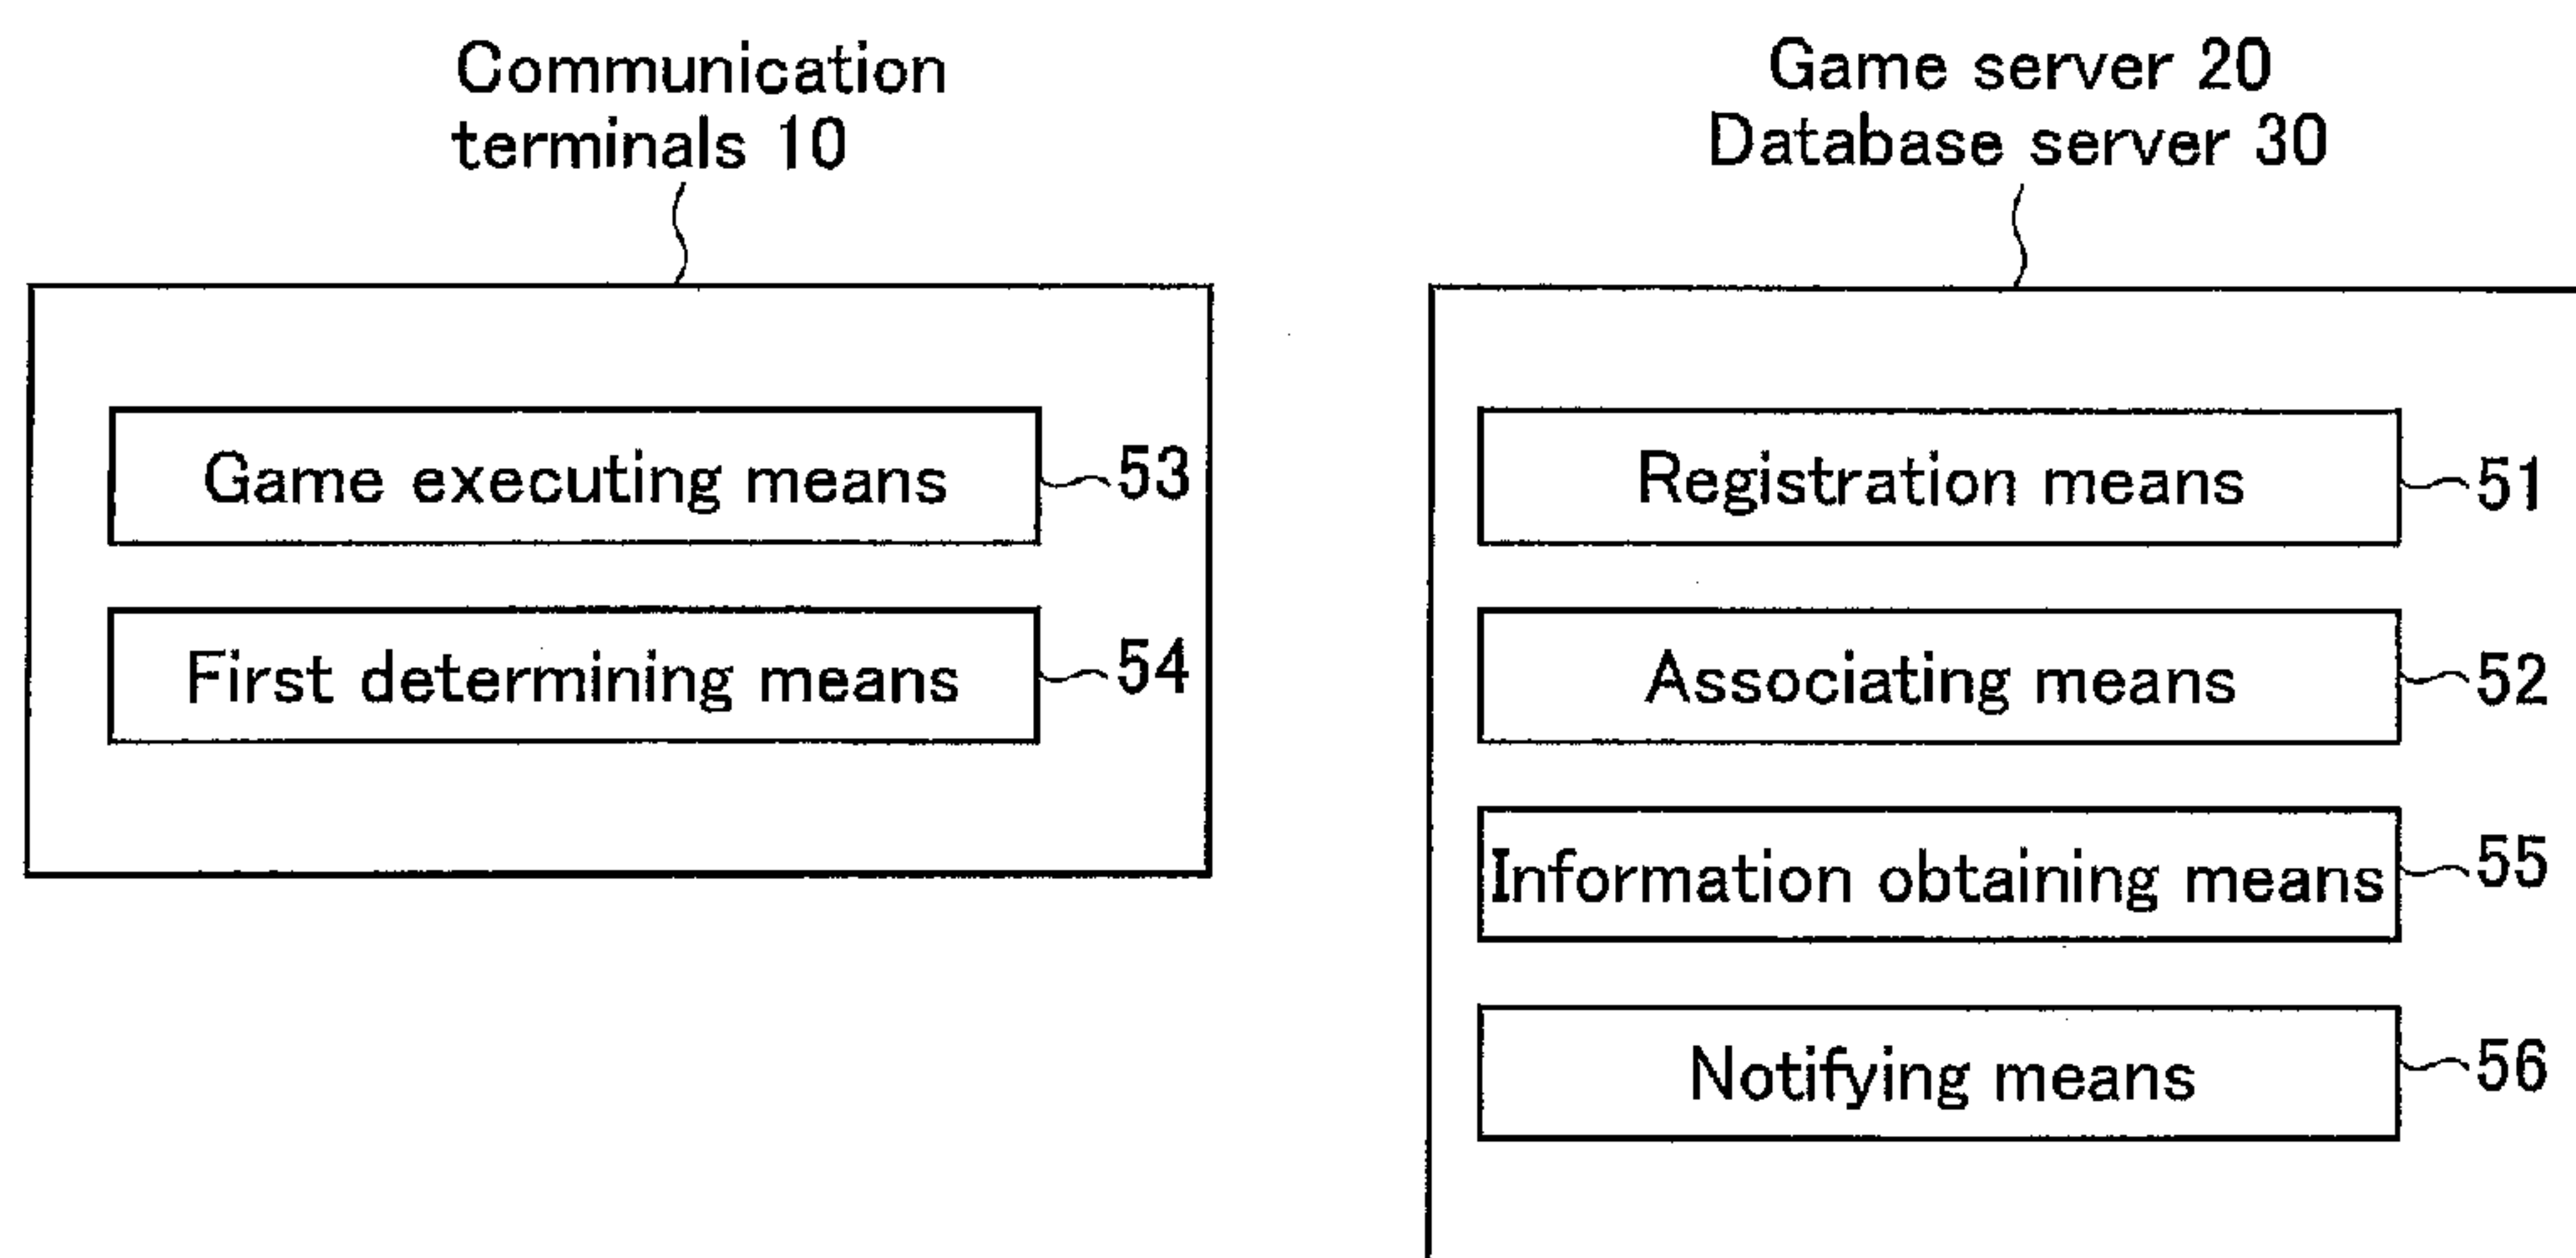 Communication
terminals 10
Game executing means 53
First determining means 54
Game server 20
Database server 30
Registration means 51
Associating means 52
Information obtaining means 55
Notifying means 56